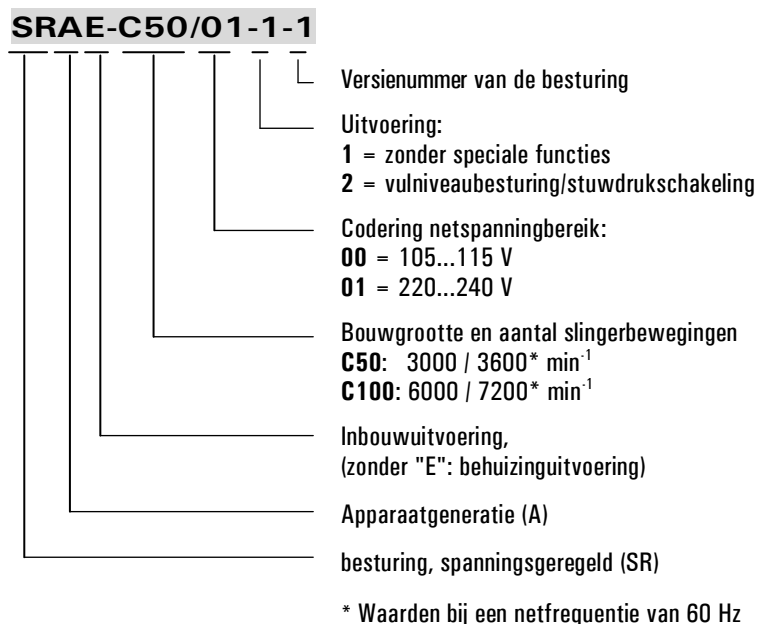 SRAE-C50/01-1-1
Versienummer van de besturing
Uitvoering:
1 = zonder speciale functies
2 = vulniveaubesturing/stuwdrukschakeling
Codering netspanningbereik:
00 = 105...115 V
01 = 220...240 V
Bouwgrootte en aantal slingerbewegingen
C50: 3000 / 3600* min⁻¹
C100: 6000 / 7200* min⁻¹
Inbouwuitvoering,
(zonder "E": behuizinguitvoering)
Apparaatgeneratie (A)
besturing, spanningsgeregeld (SR)
* Waarden bij een netfrequentie van 60 Hz